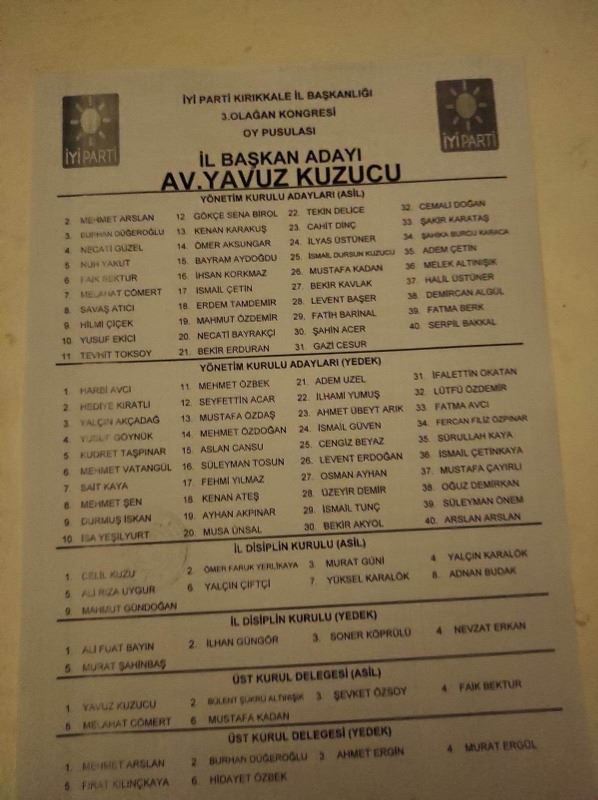 İYİ PARTİ KIRIKKALE İL BAŞKANLIĞI
3.OLAĞAN KONGRESİ
OY PUSULASI
İYİ PARTİ
İYİ PARTİ
İL BAŞKAN ADAYI
AV.YAVUZ KUZUCU
YÖNETİM KURULU ADAYLARI (ASİL)
2 MEHMET ARSLAN
3. BURHAN DÜĞEROĞLU
4. NECATİ GÜZEL
5 NUH YAKUT
6 FAİK BEKTUR
7. MELAHAT CÖMERT
8. SAVAŞ ATICI
9. HİLMİ ÇİÇEK
10. YUSUF EKİCİ
11 TEVHİT TOKSOY
12. GÖKÇE SENA BİROL
13. KENAN KARAKUŞ
14. ÖMER AKSUNGAR
15. BAYRAM AYDOĞDU
16. İHSAN KORKMAZ
17. İSMAİL ÇETİN
18. ERDEM TAMDEMİR
19. MAHMUT ÖZDEMİR
20. NECATİ BAYRAKÇI
21. BEKİR ERDURAN
22. TEKİN DELİCE
23. CAHİT DİNÇ
24. İLYAS ÜSTÜNER
25. İSMAİL DURSUN KUZUCU
26. MUSTAFA KADAN
27. BEKİR KAVLAK
28. LEVENT BAŞER
29. FATİH BARINAL
30. ŞAHİN ACER
31. GAZİ CESUR
32. CEMALİ DOĞAN
33. ŞAKİR KARATAŞ
34. ŞAHİKA BURCU KARACA
35. ADEM ÇETİN
36. MELEK ALTINIŞIK
37. HALİL ÜSTÜNER
38. DEMİRCAN ALGÜL
39. FATMA BERK
40. SERPİL BAKKAL
YÖNETİM KURULU ADAYLARI (YEDEK)
1. HARBİ AVCI
2. HEDİYE KIRATLI
3. YALÇIN AKÇADAĞ
4. YUSUF GÖYNÜK
5. KUDRET TAŞPINAR
6 MEHMET VATANGÜL
7. SAİT KAYA
8. MEHMET ŞEN
9. DURMUŞ İSKAN
10. İSA YEŞİLYURT
11. MEHMET ÖZBEK
12. SEYFETTİN ACAR
13. MUSTAFA ÖZDAŞ
14. MEHMET ÖZDOĞAN
15. ASLAN CANSU
16. SÜLEYMAN TOSUN
17. FEHMİ YILMAZ
18. KENAN ATEŞ
19. AYHAN AKPINAR
20. MUSA ÜNSAL
21. ADEM UZEL
22. İLHAMİ YUMUŞ
23. AHMET ÜBEYT ARIK
24. İSMAİL GÜVEN
25. CENGİZ BEYAZ
26. LEVENT ERDOĞAN
27. OSMAN AYHAN
28. ÜZEYİR DEMİR
29. İSMAİL TUNÇ
30. BEKİR AKYOL
31. İFALETTİN OKATAN
32. LÜTFÜ ÖZDEMİR
33. FATMA AVCI
34. FERCAN FİLİZ ÖZPINAR
35. SÜRULLAH KAYA
36. İSMAİL ÇETİNKAYA
37. MUSTAFA ÇAYIRLI
38. OĞUZ DEMİRKAN
39. SÜLEYMAN ÖNEM
40. ARSLAN ARSLAN
İL DİSİPLİN KURULU (ASİL)
1 CELİL KUZU 2. ÖMER FARUK YERLİKAYA 3. MURAT GÜNİ 4 YALÇIN KARALÖK
5 ALİ RIZA UYGUR 6 YALÇIN ÇİFTÇİ 7. YÜKSEL KARALÖK 8. ADNAN BUDAK
9. MAHMUT GÜNDOĞAN
İL DİSİPLİN KURULU (YEDEK)
1 ALİ FUAT BAYIN 2. İLHAN GÜNGÖR 3. SONER KÖPRÜLÜ 4. NEVZAT ERKAN
5 MURAT ŞAHİNBAŞ
ÜST KURUL DELEGESİ (ASİL)
1 YAVUZ KUZUCU 2 BÜLENT ŞÜKRÜ ALTINIŞIK 3 ŞEVKET ÖZSOY 4 FAİK BEKTUR
5 MELAHAT CÖMERT 6 MUSTAFA KADAN
ÜST KURUL DELEGESİ (YEDEK)
1. MEHMET ARSLAN 2. BURHAN DÜĞEROĞLU 3 AHMET ERGİN 4 MURAT ERGÜL
5. FIRAT KILINÇKAYA 6. HİDAYET ÖZBEK